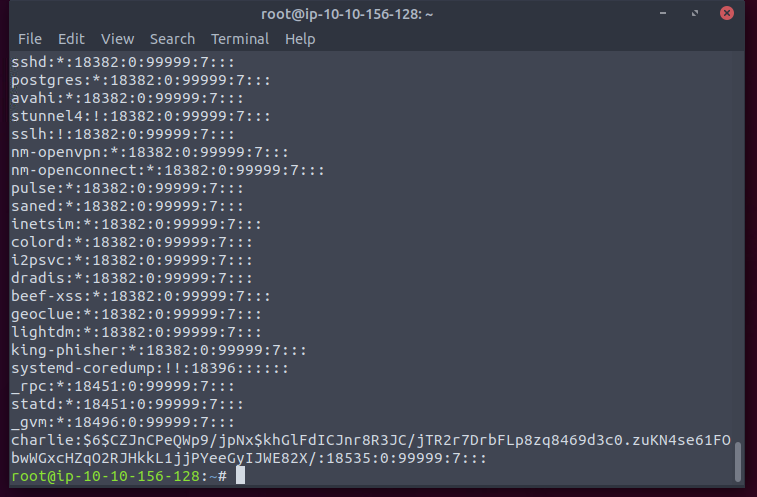 root@ip-10-10-156-128: ~
File Edit View Search Terminal Help
sshd:*:18382:0:99999:7:::
postgres:*:18382:0:99999:7:::
avahi:*:18382:0:99999:7:::
stunnel4:!:18382:0:99999:7:::
sslh:!:18382:0:99999:7:::
nm-openvpn:*:18382:0:99999:7:::
nm-openconnect:*:18382:0:99999:7:::
pulse:*:18382:0:99999:7:::
saned:*:18382:0:99999:7:::
inetsim:*:18382:0:99999:7:::
colord:*:18382:0:99999:7:::
i2psvc:*:18382:0:99999:7:::
dradis:*:18382:0:99999:7:::
beef-xss:*:18382:0:99999:7:::
geoclue:*:18382:0:99999:7:::
lightdm:*:18382:0:99999:7:::
king-phisher:*:18382:0:99999:7:::
systemd-coredump:!!:18396::::::
_rpc:*:18451:0:99999:7:::
statd:*:18451:0:99999:7:::
_gvm:*:18496:0:99999:7:::
charlie:$6$CZJnCPeQWp9/jpNx$khGlFdICJnr8R3JC/jTR2r7DrbFLp8zq8469d3c0.zuKN4se61FO
bwWGxcHZqO2RJHkkL1jjPYeeGyIJWE82X/:18535:0:99999:7:::
root@ip-10-10-156-128:~#